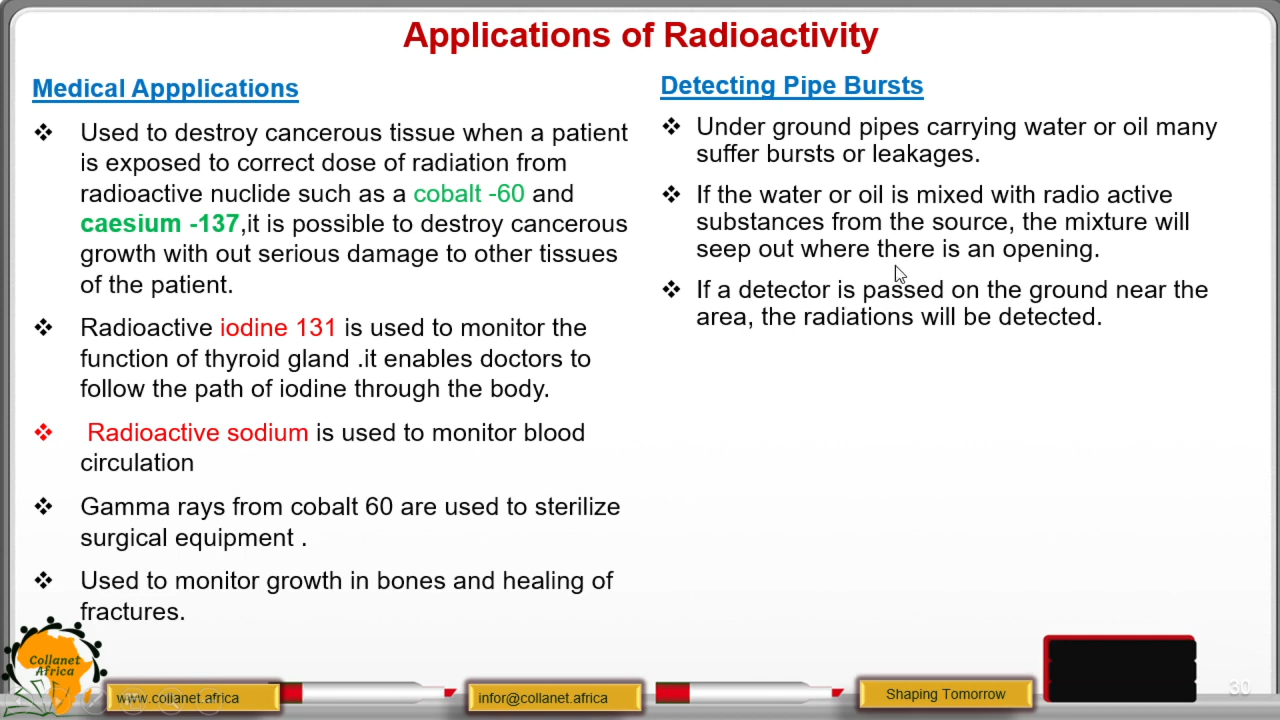 Applications of Radioactivity
Medical Appplications
❖ Used to destroy cancerous tissue when a patient
is exposed to correct dose of radiation from
radioactive nuclide such as a cobalt -60 and
caesium -137,it is possible to destroy cancerous
growth with out serious damage to other tissues
of the patient.
❖ Radioactive iodine 131 is used to monitor the
function of thyroid gland .it enables doctors to
follow the path of iodine through the body.
❖ Radioactive sodium is used to monitor blood
circulation
❖ Gamma rays from cobalt 60 are used to sterilize
surgical equipment .
❖ Used to monitor growth in bones and healing of
fractures.
Detecting Pipe Bursts
❖ Under ground pipes carrying water or oil many
suffer bursts or leakages.
❖ If the water or oil is mixed with radio active
substances from the source, the mixture will
seep out where there is an opening.
❖ If a detector is passed on the ground near the
area, the radiations will be detected.
Collanet
Africa
www.collanet.africa
infor@collanet.africa
Shaping Tomorrow
30